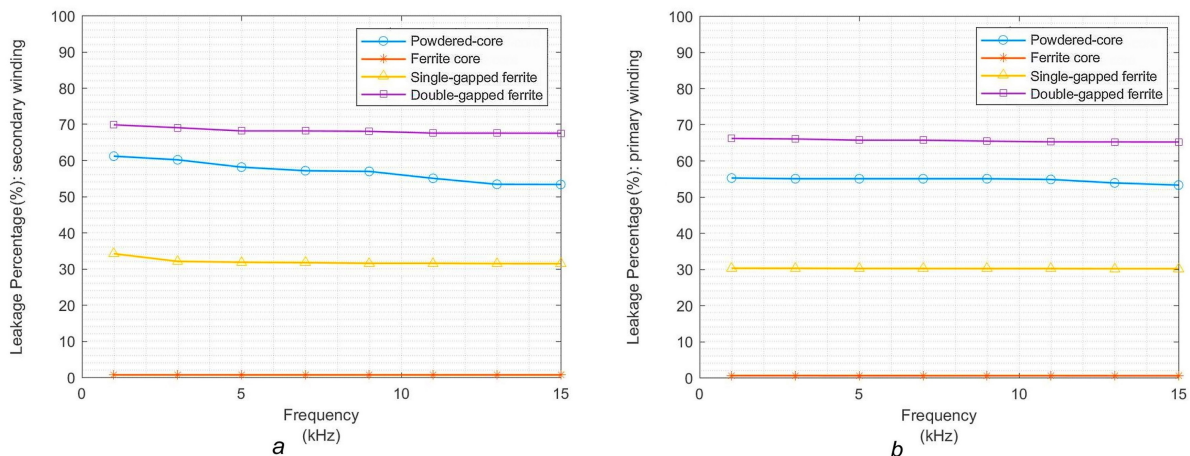 100
90
80
70
60
50
40
30
20
10
0
Leakage Percentage(%): secondary winding
Powdered-core
Ferrite core
Single-gapped ferrite
Double-gapped ferrite
0 5 10 15
Frequency
(kHz)
a
100
90
80
70
60
50
40
30
20
10
0
Leakage Percentage(%): primary winding
Powdered-core
Ferrite core
Single-gapped ferrite
Double-gapped ferrite
0 5 10 15
Frequency
(kHz)
b